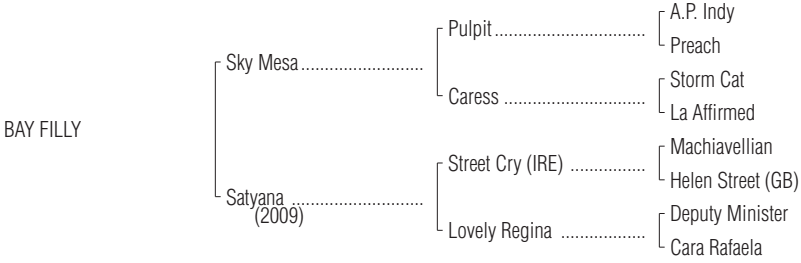 A.P. Indy
Pulpit
Preach
Sky Mesa
Storm Cat
Caress
La Affirmed
BAY FILLY
Machiavellian
Street Cry (IRE)
Helen Street (GB)
Satyana
(2009)
Deputy Minister
Lovely Regina
Cara Rafaela